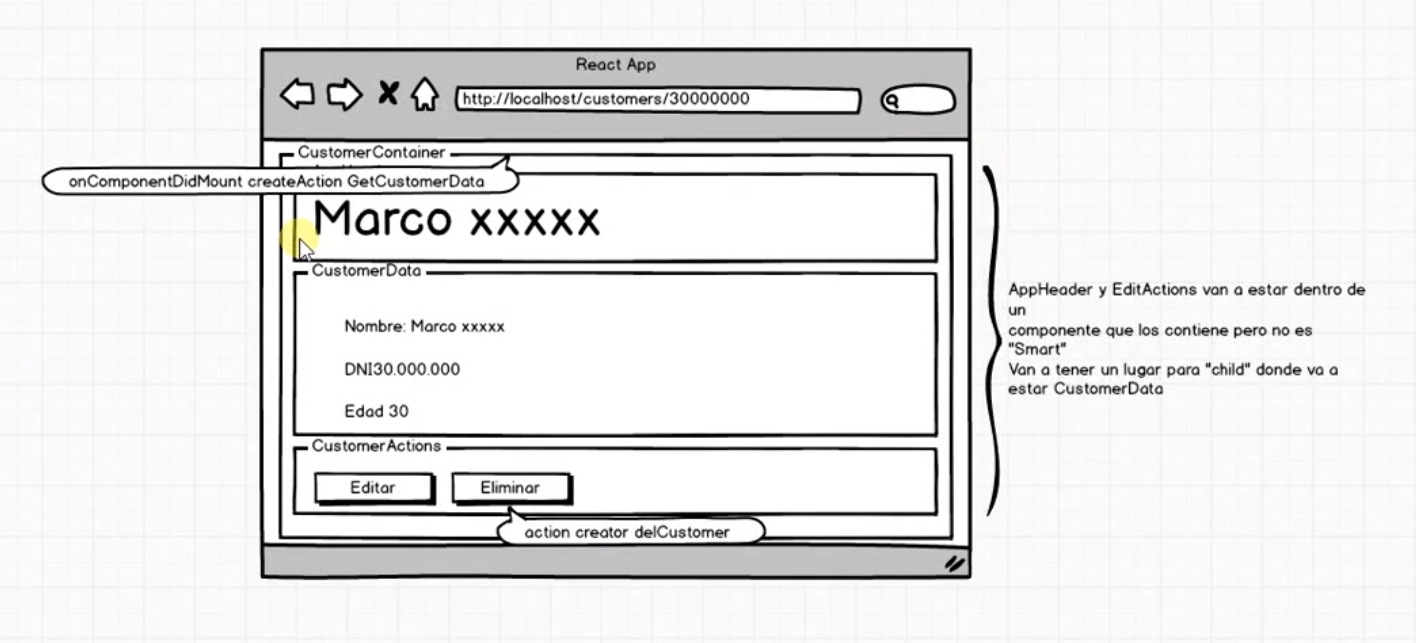 React App
http://localhost/customers/30000000
CustomerContainer
onComponentDidMount createAction GetCustomerData
Marco xxxxx
CustomerData
Nombre: Marco xxxxx
DNI30.000.000
Edad 30
CustomerActions
Editar
Eliminar
action creator delCustomer
AppHeader y EditActions van a estar dentro de
un
componente que los contiene pero no es
"Smart"
Van a tener un lugar para "child" donde va a
estar CustomerData